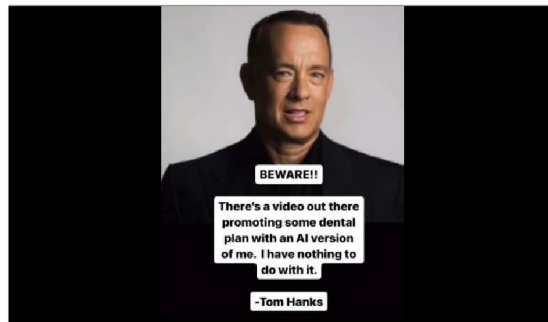 BEWARE!!
There's a video out there
promoting some dental
plan with an AI version
of me. I have nothing to
do with it.
-Tom Hanks